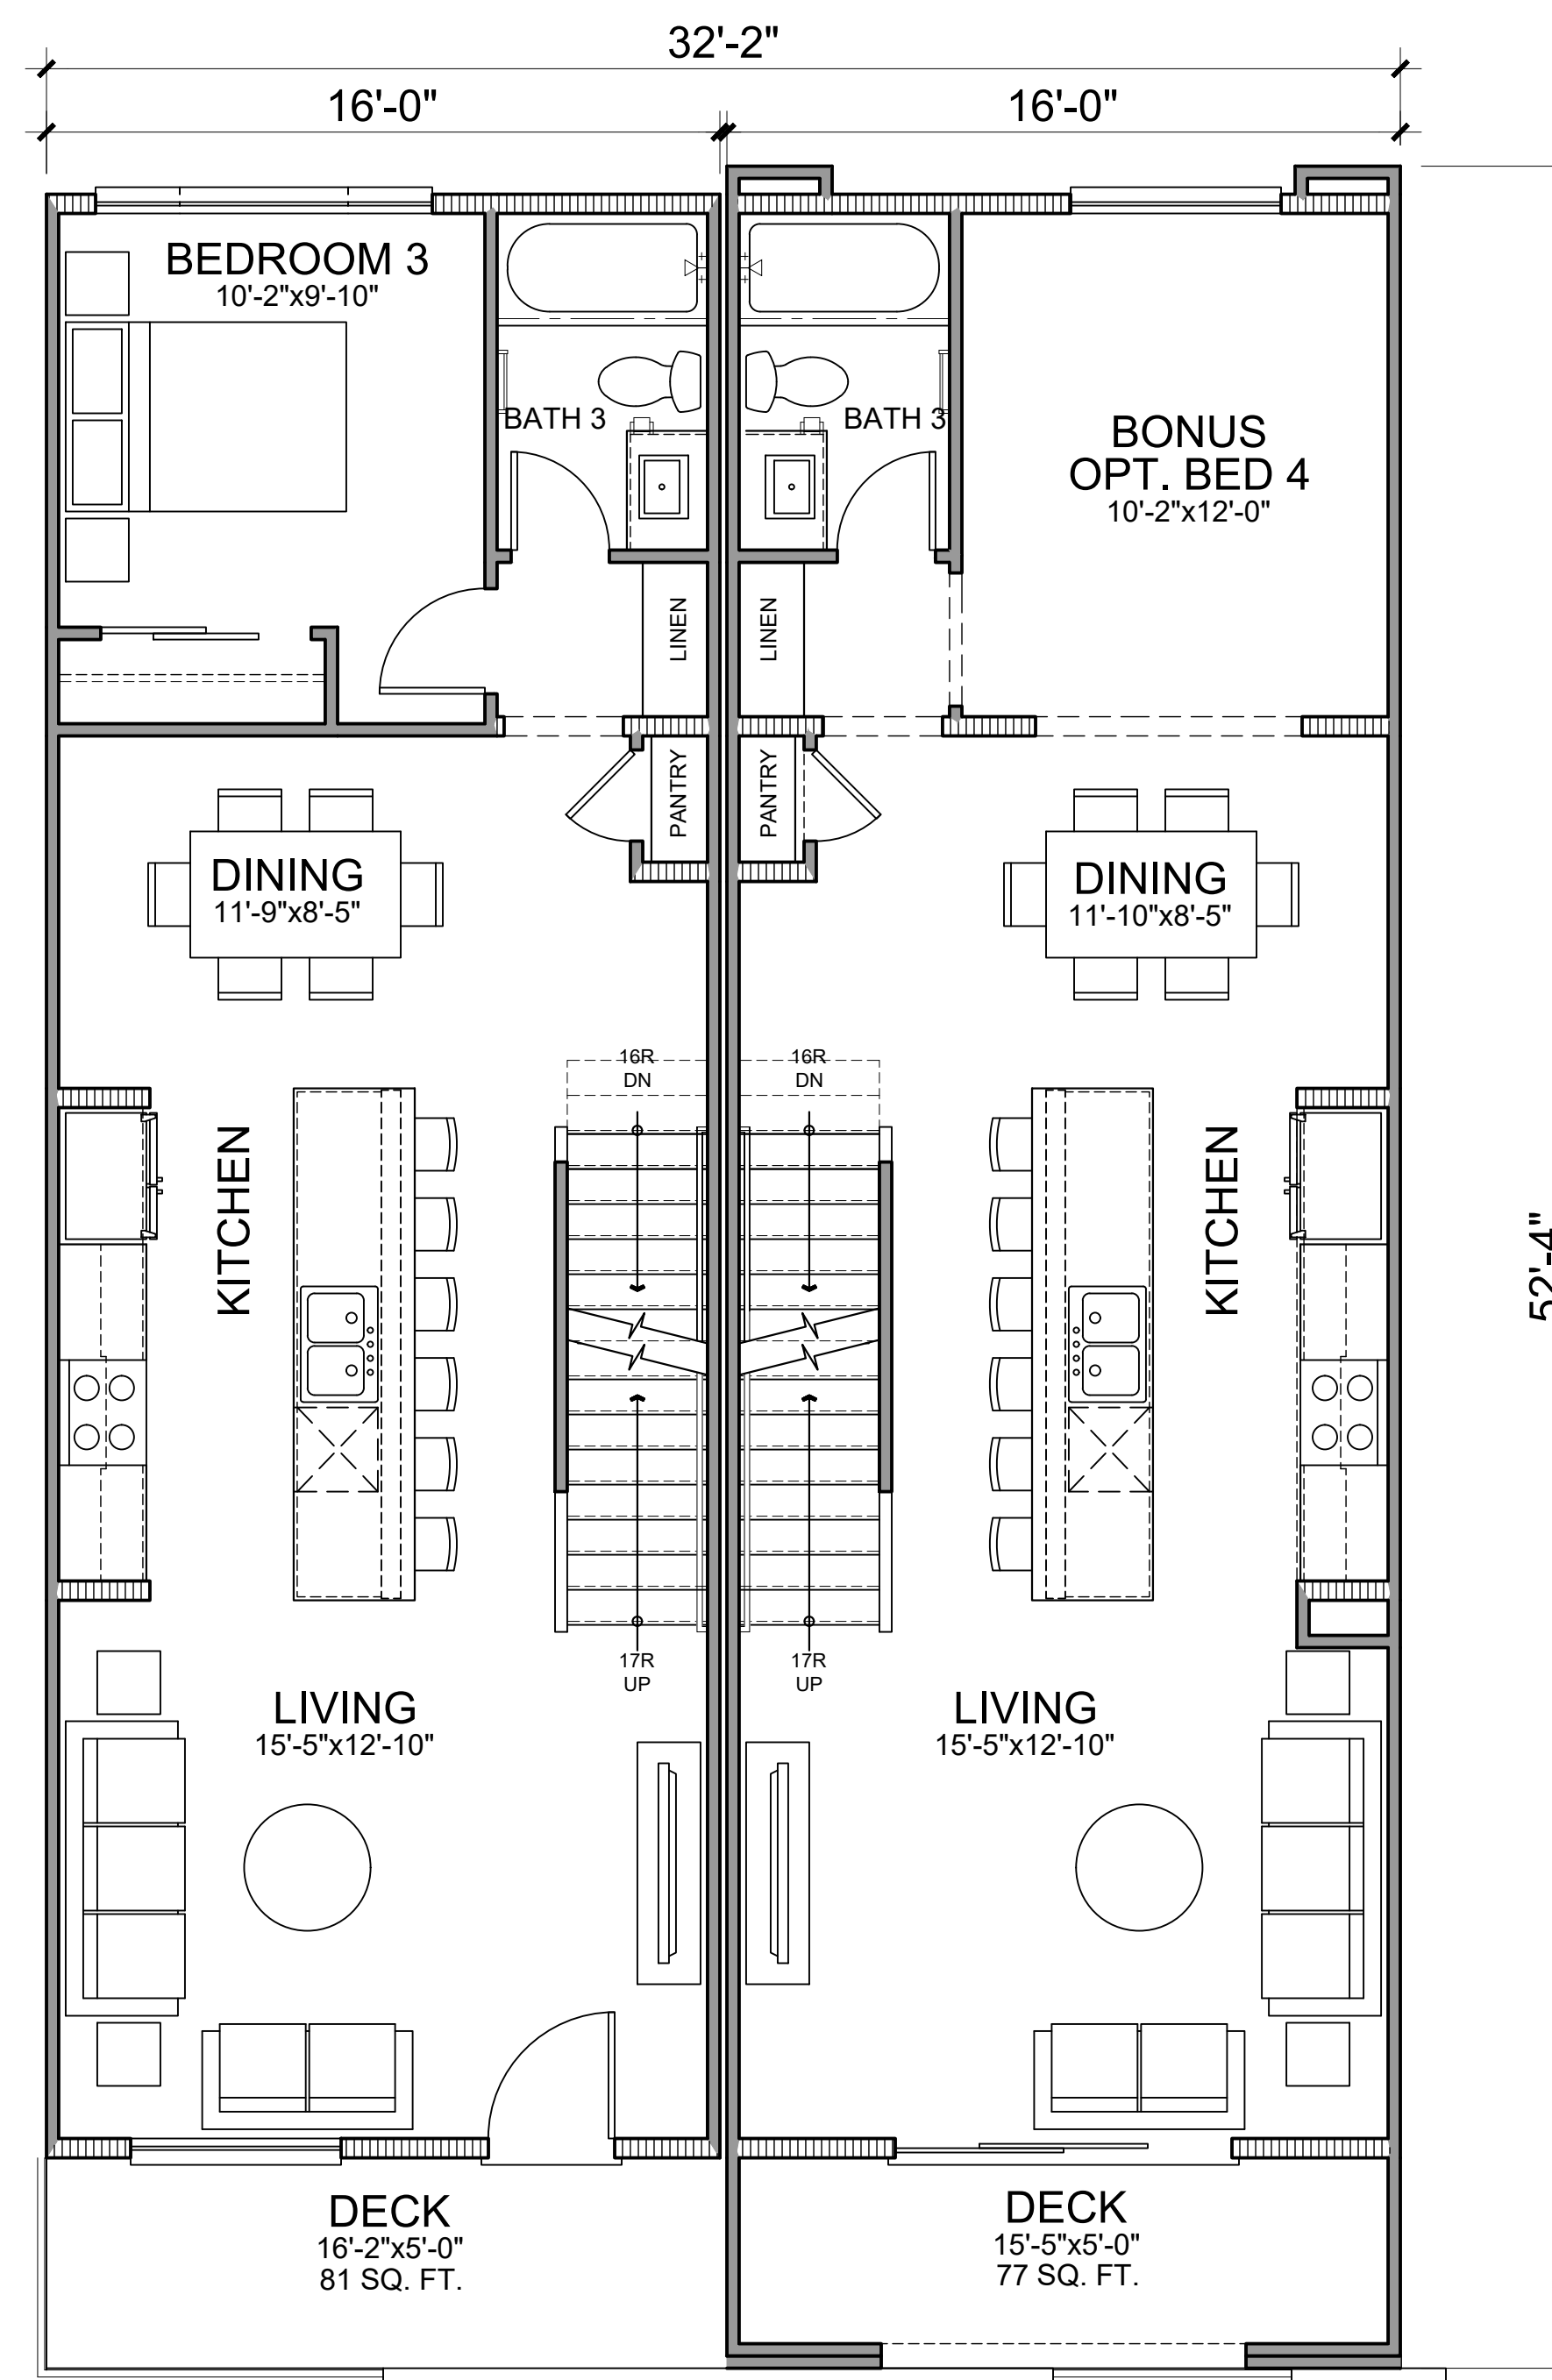 32'-2"
16'-0"
16'-0"
BEDROOM 3
10'-2"x9'-10"
BATH 3
BATH 3
BONUS
OPT. BED 4
10'-2"x12'-0"
LINEN
LINEN
PANTRY
PANTRY
DINING
11'-9"x8'-5"
DINING
11'-10"x8'-5"
16R
DN
16R
DN
KITCHEN
KITCHEN
52'-4"
17R
UP
17R
UP
LIVING
15'-5"x12'-10"
LIVING
15'-5"x12'-10"
DECK
16'-2"x5'-0"
81 SQ. FT.
DECK
15'-5"x5'-0"
77 SQ. FT.